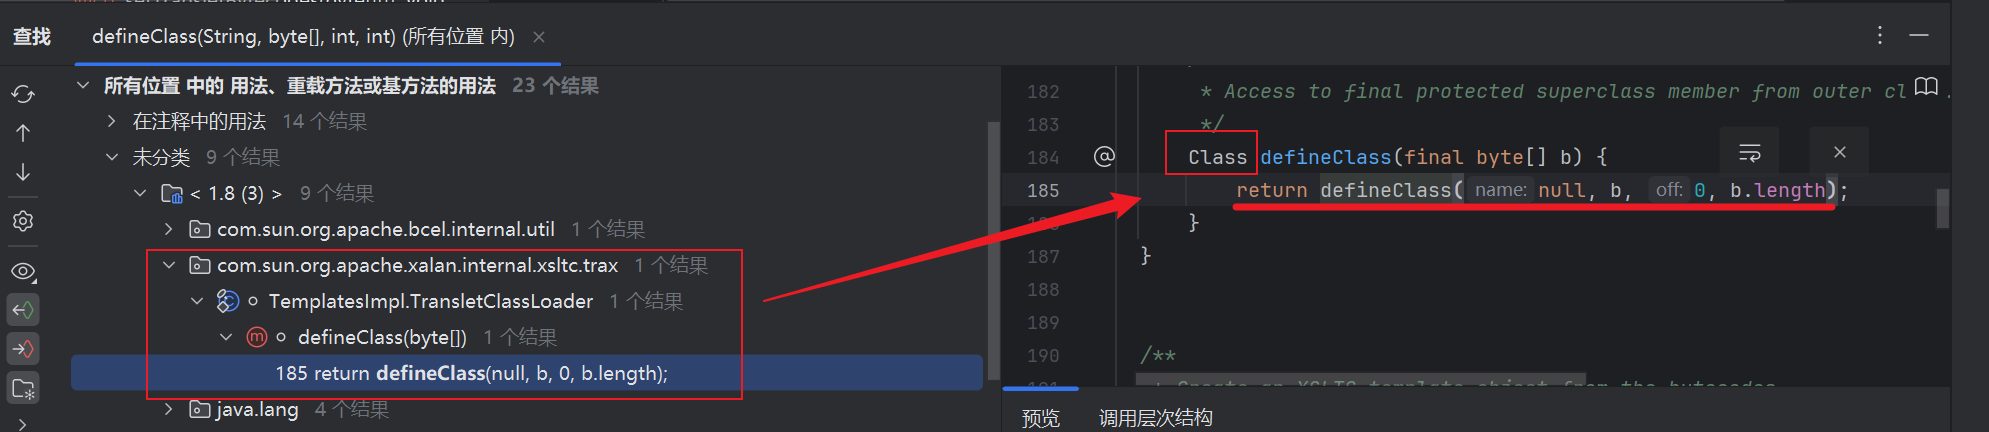 查找
defineClass(String, byte[], int, int) (所有位置 内)
所有位置 中的 用法、重载方法或基方法的用法 23 个结果
在注释中的用法 14 个结果
未分类 9 个结果
< 1.8 (3) > 9 个结果
com.sun.org.apache.bcel.internal.util 1 个结果
com.sun.org.apache.xalan.internal.xsltc.trax 1 个结果
TemplatesImpl.TransletClassLoader 1 个结果
defineClass(byte[]) 1 个结果
185 return defineClass(null, b, 0, b.length);
java.lang 4 个结果
182 * Access to final protected superclass member from outer cl
183 */
184 @ Class defineClass(final byte[] b) {
185 return defineClass( name: null, b, off: 0, b.length);
}
187 }
188
189
190 /**
预览 调用层次结构